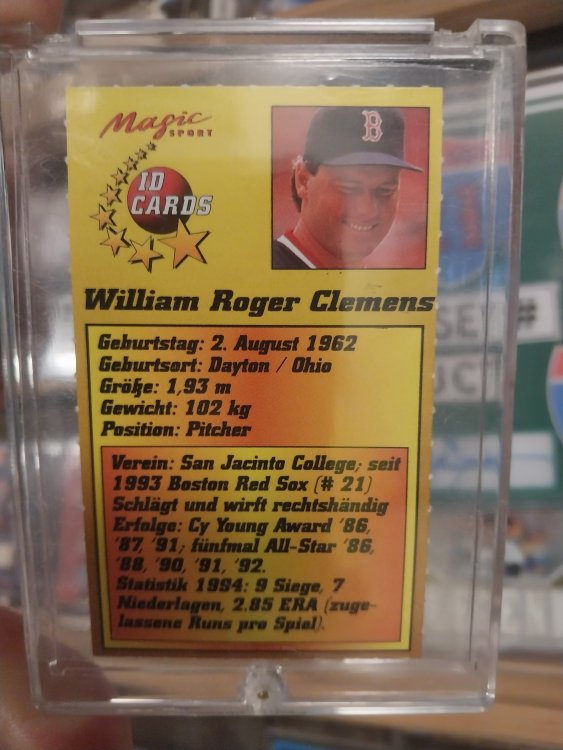 Magic
SPORT
B
ID
CARDS
William Roger Clemens
Geburtstag: 2. August 1962
Geburtsort: Dayton / Ohio
Größe: 1,93 m
Gewicht: 102 kg
Position: Pitcher
Verein: San Jacinto College; seit
1993 Boston Red Sox (# 21)
Schlägt und wirft rechtshändig
Erfolge: Cy Young Award '86,
'87, '91; fünfmal All-Star '86,
'88, '90, '91, '92.
Statistik 1994: 9 Siege, 7
Niederlagen, 2.85 ERA (zuge-
lassene Runs pro Spiel).